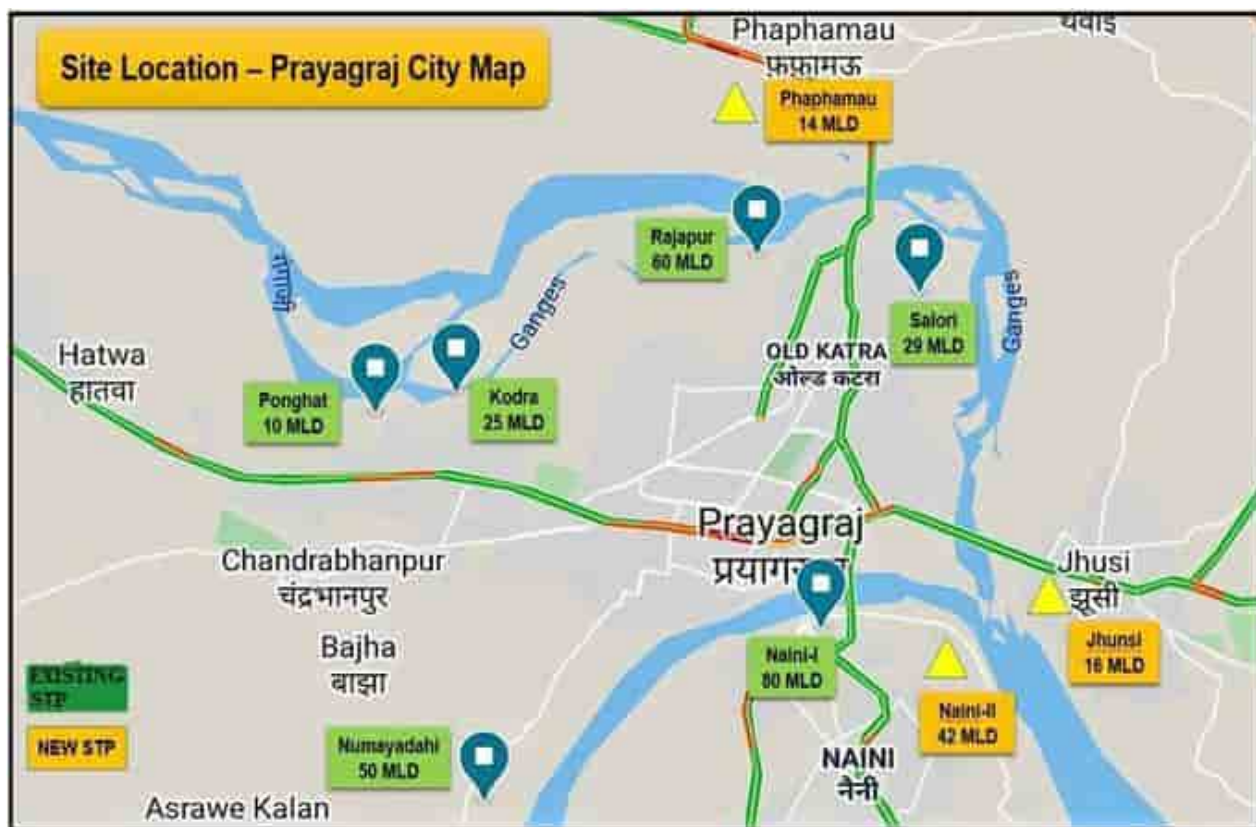 Site Location – Prayagraj City Map
Phaphamau
फ़फ़ामऊ
Phaphamau
14 MLD
Rajapur
60 MLD
Salori
29 MLD
Ganges
Ganges
OLD KATRA
ओल्ड कटरा
Hatwa
हातवा
Ponghat
10 MLD
Kodra
25 MLD
Prayagraj
Chandrabhanpur
चंद्रभानपुर
Jhusi
झूसी
Jhunsi
16 MLD
Bajha
बाझा
Naini-I
80 MLD
Naini-II
42 MLD
EXISTING
STP
NEW STP
Numayadahi
50 MLD
NAINI
नैनी
Asrawe Kalan